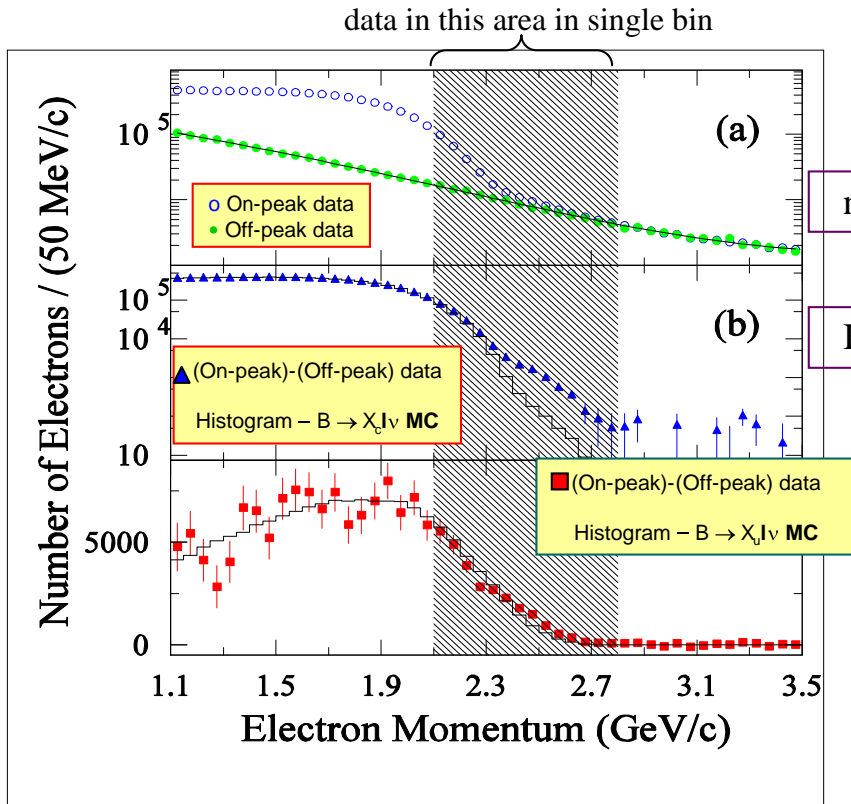 data in this area in single bin
Number of Electrons / (50 MeV/c)
10 5
(a)
o On-peak data
● Off-peak data
10 5
10 4
10
(b)
▲(On-peak)-(Off-peak) data
Histogram – B → XclνMC
■(On-peak)-(Off-peak) data
Histogram – B → Xulν MC
5000
0
1.1 1.5 1.9 2.3 2.7 3.1 3.5
Electron Momentum (GeV/c)